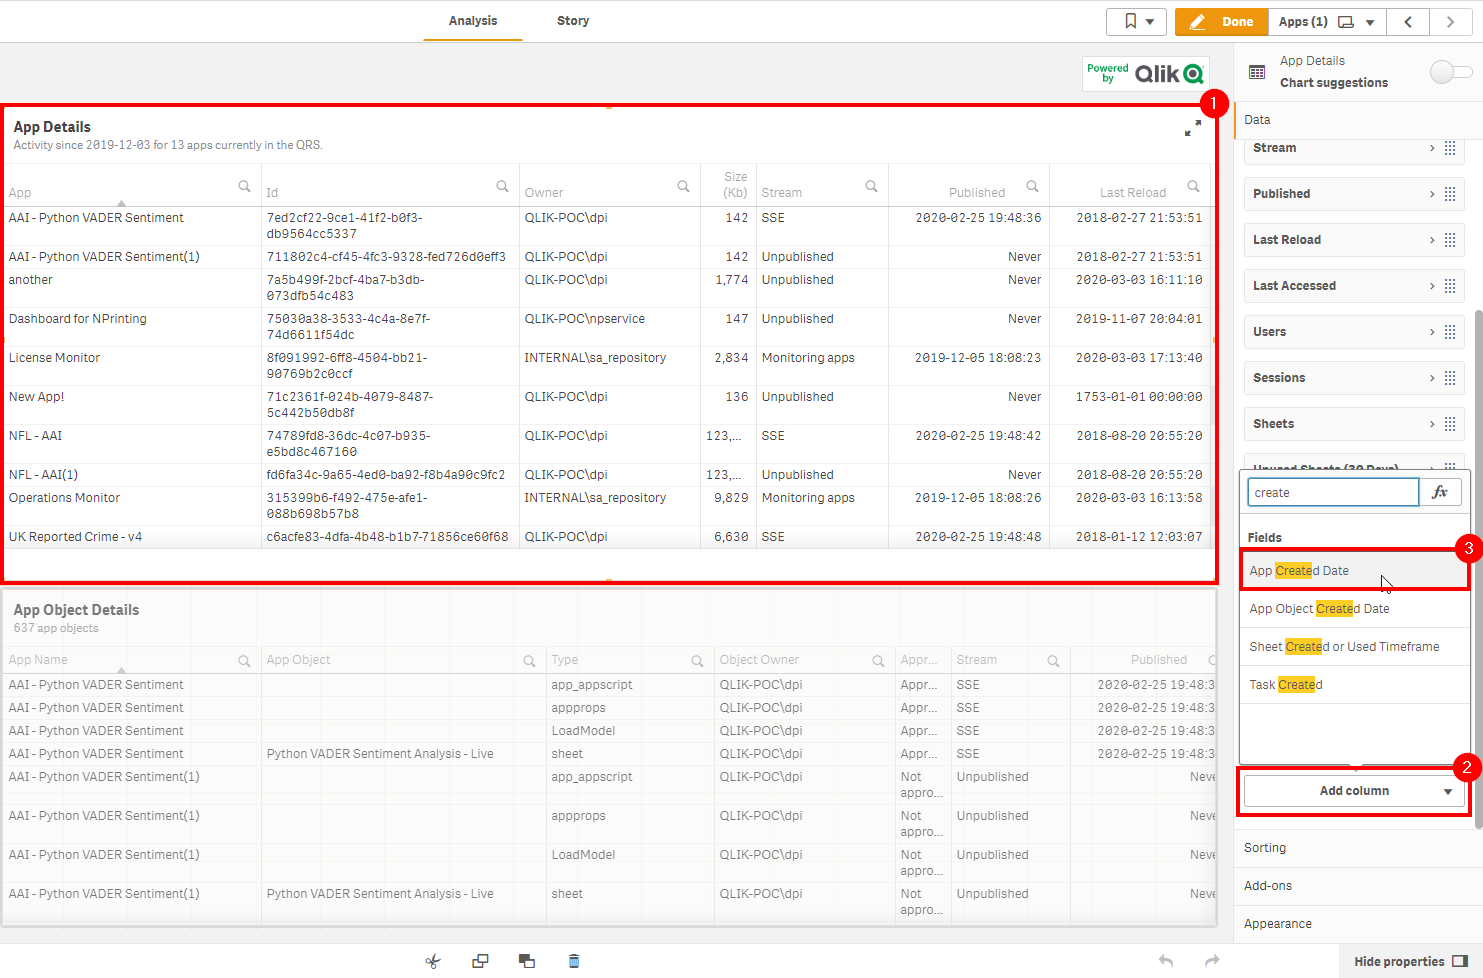 Analysis
Story
Done
Apps (1)
Powered by
Qlik
App Details
Chart suggestions
Data
1
App Details
Activity since 2019-12-03 for 13 apps currently in the QRS.
App Id Owner Size (Kb) Stream Published Last Reload
AAI - Python VADER Sentiment 7ed2cf22-9ce1-41f2-b0f3-db9564cc5337 QLIK-POC\dpi 142 SSE 2020-02-25 19:48:36 2018-02-27 21:53:51
AAI - Python VADER Sentiment(1) 711802c4-cf45-4fc3-9328-fed726d0eff3 QLIK-POC\dpi 142 Unpublished Never 2018-02-27 21:53:51
another 7a5b499f-2bcf-4ba7-b3db-073dfb54c483 QLIK-POC\dpi 1,774 Unpublished Never 2020-03-03 16:11:10
Dashboard for NPrinting 75030a38-3533-4c4a-8e7f-74d6611f54dc QLIK-POC\npservice 147 Unpublished Never 2019-11-07 20:04:01
License Monitor 8f091992-6ff8-4504-bb21-90769b2c0ccf INTERNAL\sa_repository 2,834 Monitoring apps 2019-12-05 18:08:23 2020-03-03 17:13:40
New App! 71c2361f-024b-4079-8487-5c442b50db8f QLIK-POC\dpi 136 Unpublished Never 1753-01-01 00:00:00
NFL - AAI 74789fd8-36dc-4c07-b935-e5bd8c467160 QLIK-POC\dpi 123,... SSE 2020-02-25 19:48:42 2018-08-20 20:55:20
NFL - AAI(1) fd6fa34c-9a65-4ed0-ba92-f8b4a90c9fc2 QLIK-POC\dpi 123,... Unpublished Never 2018-08-20 20:55:20
Operations Monitor 315399b6-f492-475e-afe1-088b698b57b8 INTERNAL\sa_repository 9,829 Monitoring apps 2019-12-05 18:08:26 2020-03-03 16:13:58
UK Reported Crime - v4 c6acfe83-4dfa-4b48-b1b7-71856ce60f68 QLIK-POC\dpi 6,630 SSE 2020-02-25 19:48:48 2018-01-12 12:03:07
App Object Details
637 app objects
App Name App Object Type Object Owner Appr... Stream Published
AAI - Python VADER Sentiment app_appscript QLIK-POC\dpi Appr... SSE 2020-02-25 19:48:3
AAI - Python VADER Sentiment appprops QLIK-POC\dpi Appr... SSE 2020-02-25 19:48:3
AAI - Python VADER Sentiment LoadModel QLIK-POC\dpi Appr... SSE 2020-02-25 19:48:3
AAI - Python VADER Sentiment Python VADER Sentiment Analysis - Live sheet QLIK-POC\dpi Appr... SSE 2020-02-25 19:48:3
AAI - Python VADER Sentiment(1) app_appscript QLIK-POC\dpi Not appro... Unpublished Neve
AAI - Python VADER Sentiment(1) appprops QLIK-POC\dpi Not appro... Unpublished Neve
AAI - Python VADER Sentiment(1) LoadModel QLIK-POC\dpi Not appro... Unpublished Neve
AAI - Python VADER Sentiment(1) Python VADER Sentiment Analysis - Live sheet QLIK-POC\dpi Not appro... Unpublished Neve
Stream
Published
Last Reload
Last Accessed
Users
Sessions
Sheets
Unused Sheets (30 Days)
create
fx
Fields
3
App Created Date
App Object Created Date
Sheet Created or Used Timeframe
Task Created
2
Add column
Sorting
Add-ons
Appearance
Hide properties